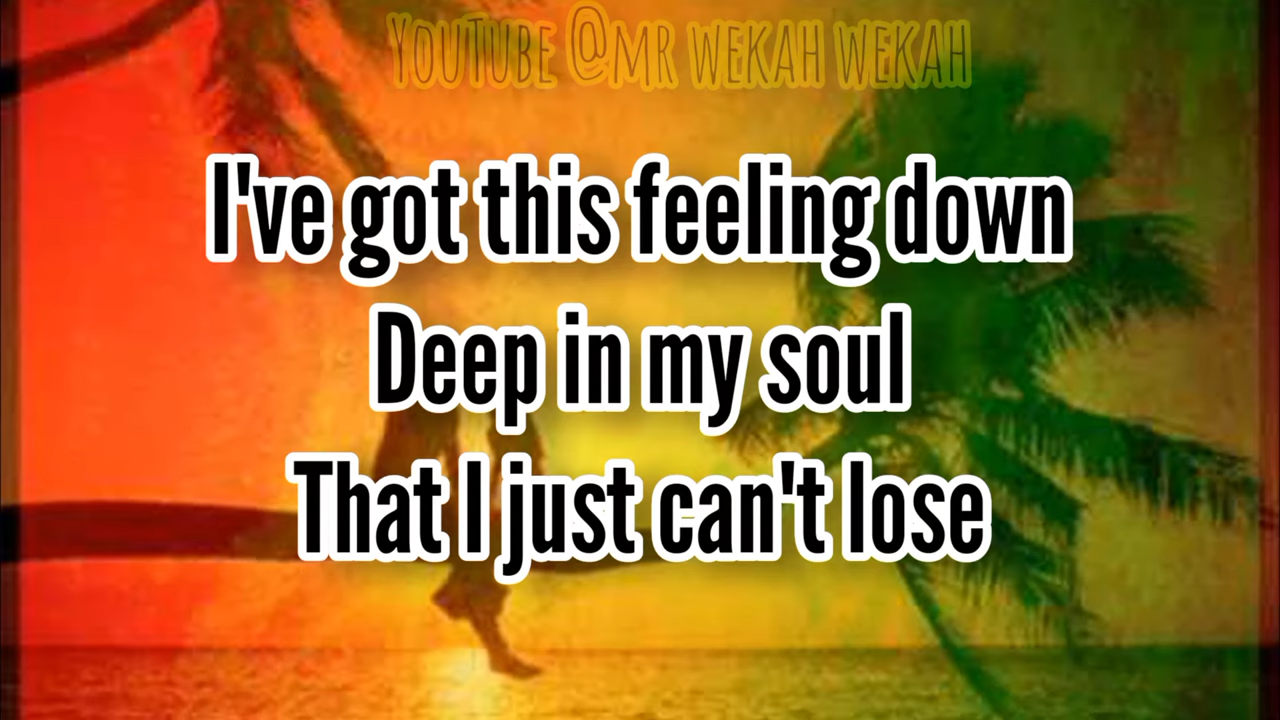 YouTube @mr wekah wekah
I've got this feeling down
Deep in my soul
That I just can't lose